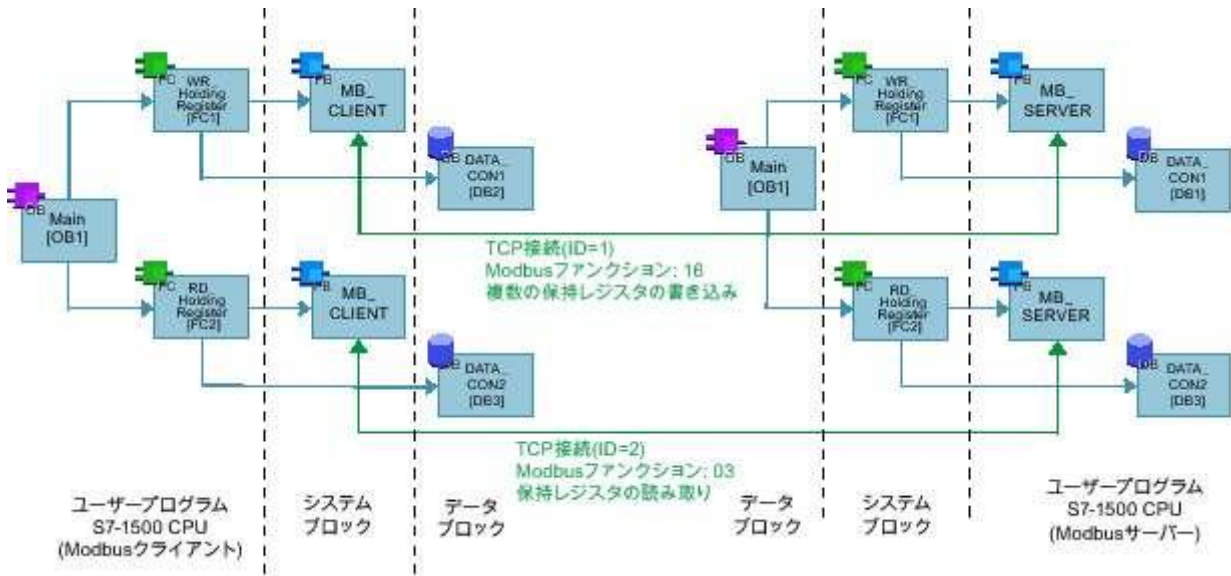 FC
WR_
Holding
Register
[FC1]
FB
MB_
CLIENT
DB
DATA_
CON1
[DB2]
OB
Main
[OB1]
FC
RD_
Holding
Register
[FC2]
FB
MB_
CLIENT
DB
DATA_
CON2
[DB3]
TCP接続(ID=1)
Modbusファンクション: 16
複数の保持レジスタの書き込み
TCP接続(ID=2)
Modbusファンクション: 03
保持レジスタの読み取り
OB
Main
[OB1]
FC
WR_
Holding
Register
[FC1]
FB
MB_
SERVER
DB
DATA_
CON1
[DB1]
FC
RD_
Holding
Register
[FC2]
FB
MB_
SERVER
DB
DATA_
CON2
[DB3]
ユーザープログラム
S7-1500 CPU
(Modbusクライアント)
システム
ブロック
データ
ブロック
データ
ブロック
システム
ブロック
ユーザープログラム
S7-1500 CPU
(Modbusサーバー)